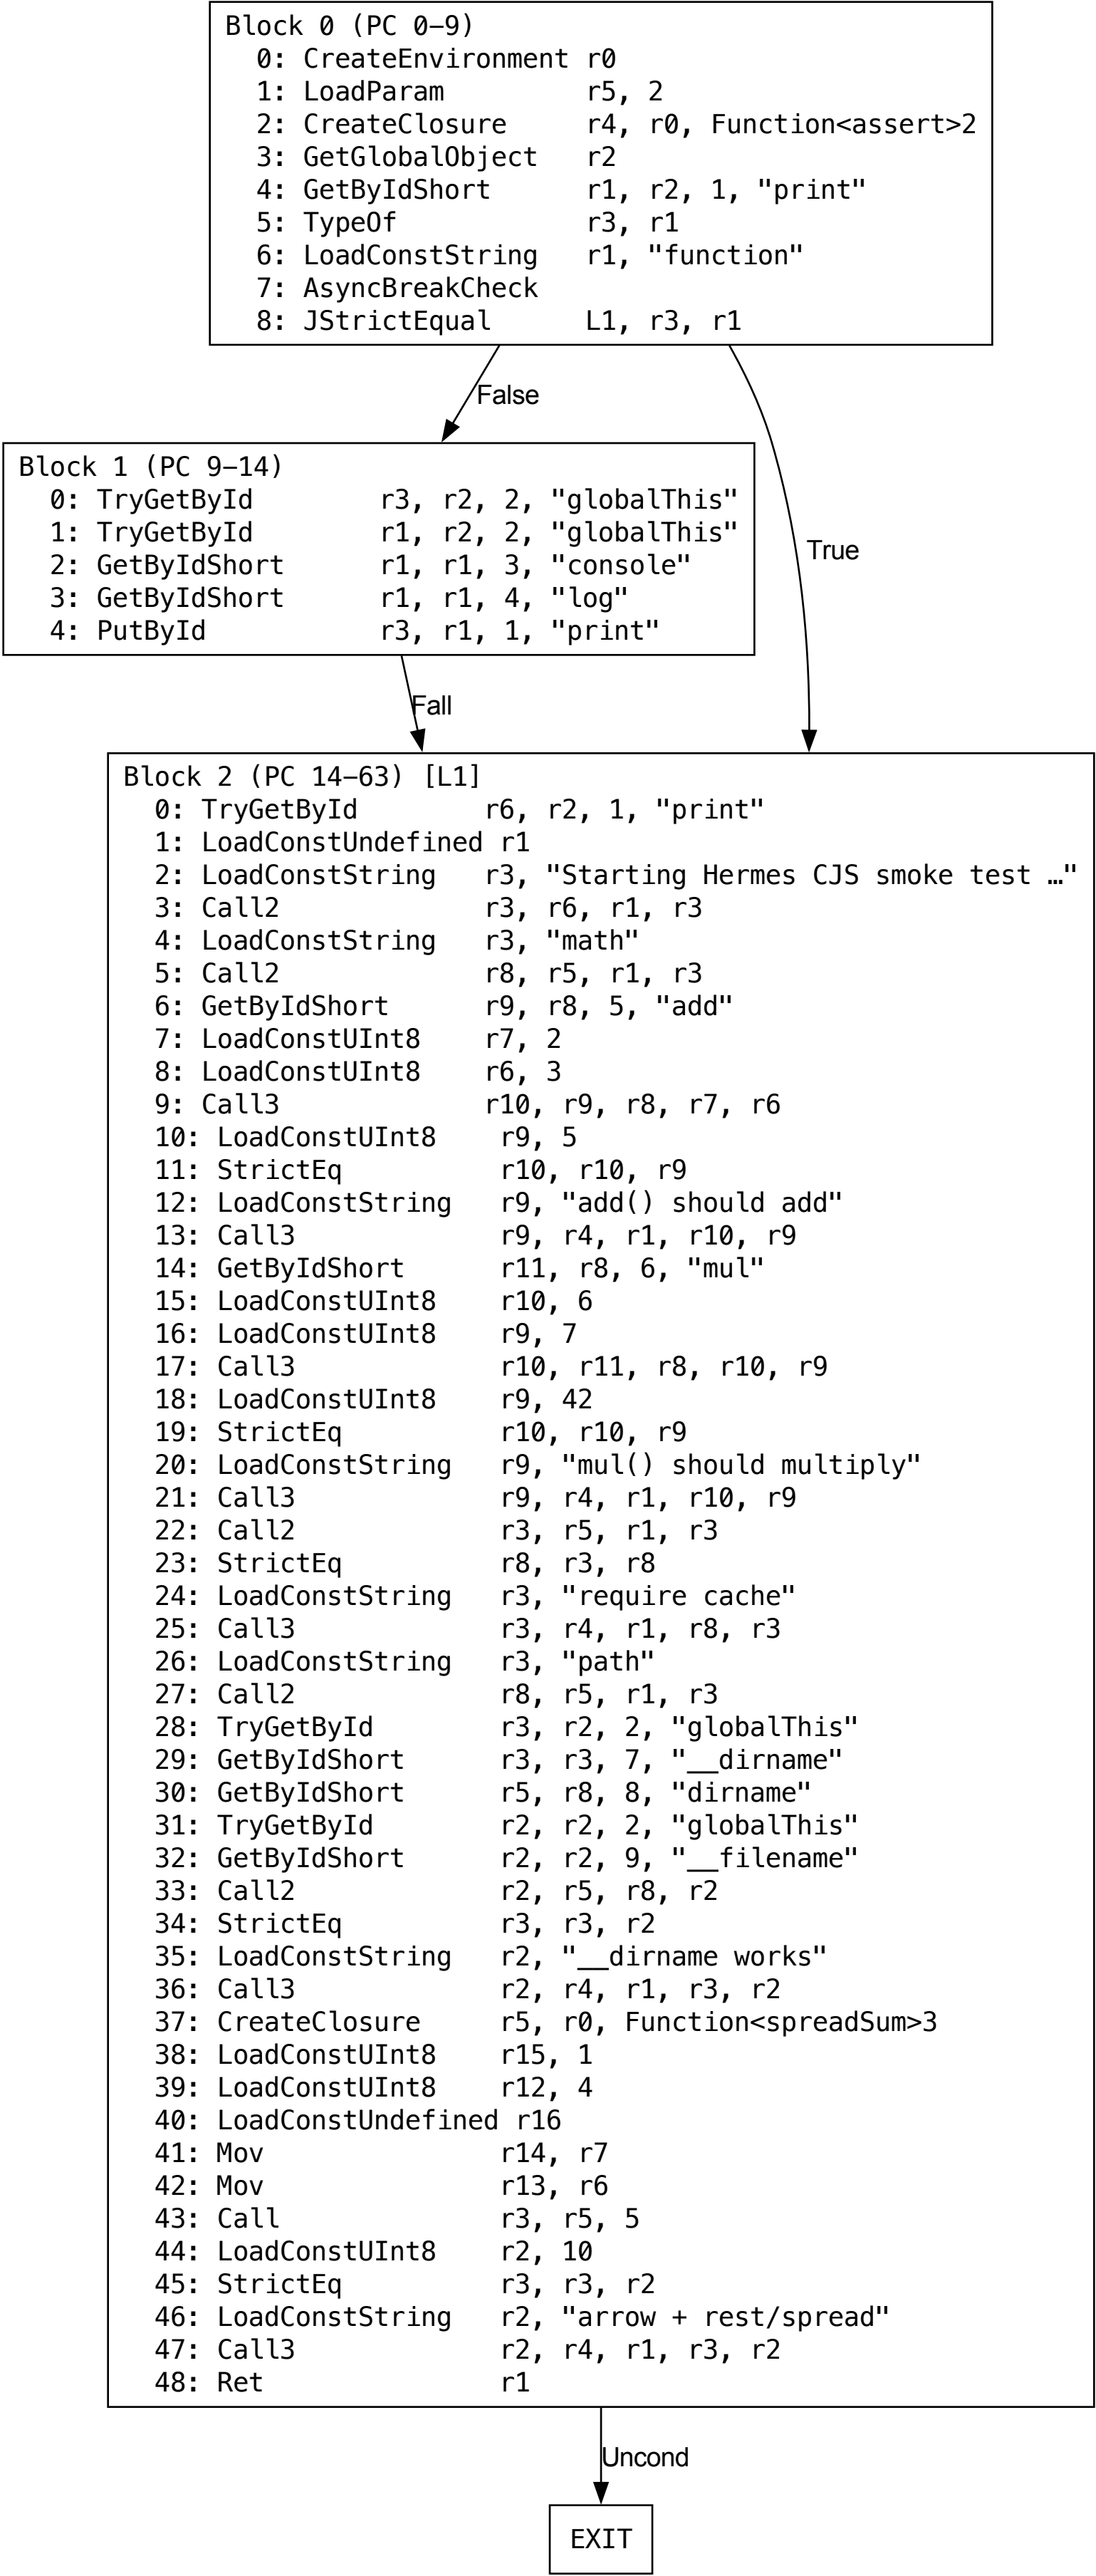 Block 0 (PC 0–9)
0: CreateEnvironment r0
1: LoadParam r5, 2
2: CreateClosure r4, r0, Function<assert>2
3: GetGlobalObject r2
4: GetByIdShort r1, r2, 1, "print"
5: TypeOf r3, r1
6: LoadConstString r1, "function"
7: AsyncBreakCheck
8: JStrictEqual L1, r3, r1
False
True
Block 1 (PC 9–14)
0: TryGetById r3, r2, 2, "globalThis"
1: TryGetById r1, r2, 2, "globalThis"
2: GetByIdShort r1, r1, 3, "console"
3: GetByIdShort r1, r1, 4, "log"
4: PutById r3, r1, 1, "print"
Fall
Block 2 (PC 14–63) [L1]
0: TryGetById r6, r2, 1, "print"
1: LoadConstUndefined r1
2: LoadConstString r3, "Starting Hermes CJS smoke test …"
3: Call2 r3, r6, r1, r3
4: LoadConstString r3, "math"
5: Call2 r8, r5, r1, r3
6: GetByIdShort r9, r8, 5, "add"
7: LoadConstUInt8 r7, 2
8: LoadConstUInt8 r6, 3
9: Call3 r10, r9, r8, r7, r6
10: LoadConstUInt8 r9, 5
11: StrictEq r10, r10, r9
12: LoadConstString r9, "add() should add"
13: Call3 r9, r4, r1, r10, r9
14: GetByIdShort r11, r8, 6, "mul"
15: LoadConstUInt8 r10, 6
16: LoadConstUInt8 r9, 7
17: Call3 r10, r11, r8, r10, r9
18: LoadConstUInt8 r9, 42
19: StrictEq r10, r10, r9
20: LoadConstString r9, "mul() should multiply"
21: Call3 r9, r4, r1, r10, r9
22: Call2 r3, r5, r1, r3
23: StrictEq r8, r3, r8
24: LoadConstString r3, "require cache"
25: Call3 r3, r4, r1, r8, r3
26: LoadConstString r3, "path"
27: Call2 r8, r5, r1, r3
28: TryGetById r3, r2, 2, "globalThis"
29: GetByIdShort r3, r3, 7, "__dirname"
30: GetByIdShort r5, r8, 8, "dirname"
31: TryGetById r2, r2, 2, "globalThis"
32: GetByIdShort r2, r2, 9, "__filename"
33: Call2 r2, r5, r8, r2
34: StrictEq r3, r3, r2
35: LoadConstString r2, "__dirname works"
36: Call3 r2, r4, r1, r3, r2
37: CreateClosure r5, r0, Function<spreadSum>3
38: LoadConstUInt8 r15, 1
39: LoadConstUInt8 r12, 4
40: LoadConstUndefined r16
41: Mov r14, r7
42: Mov r13, r6
43: Call r3, r5, 5
44: LoadConstUInt8 r2, 10
45: StrictEq r3, r3, r2
46: LoadConstString r2, "arrow + rest/spread"
47: Call3 r2, r4, r1, r3, r2
48: Ret r1
Uncond
EXIT